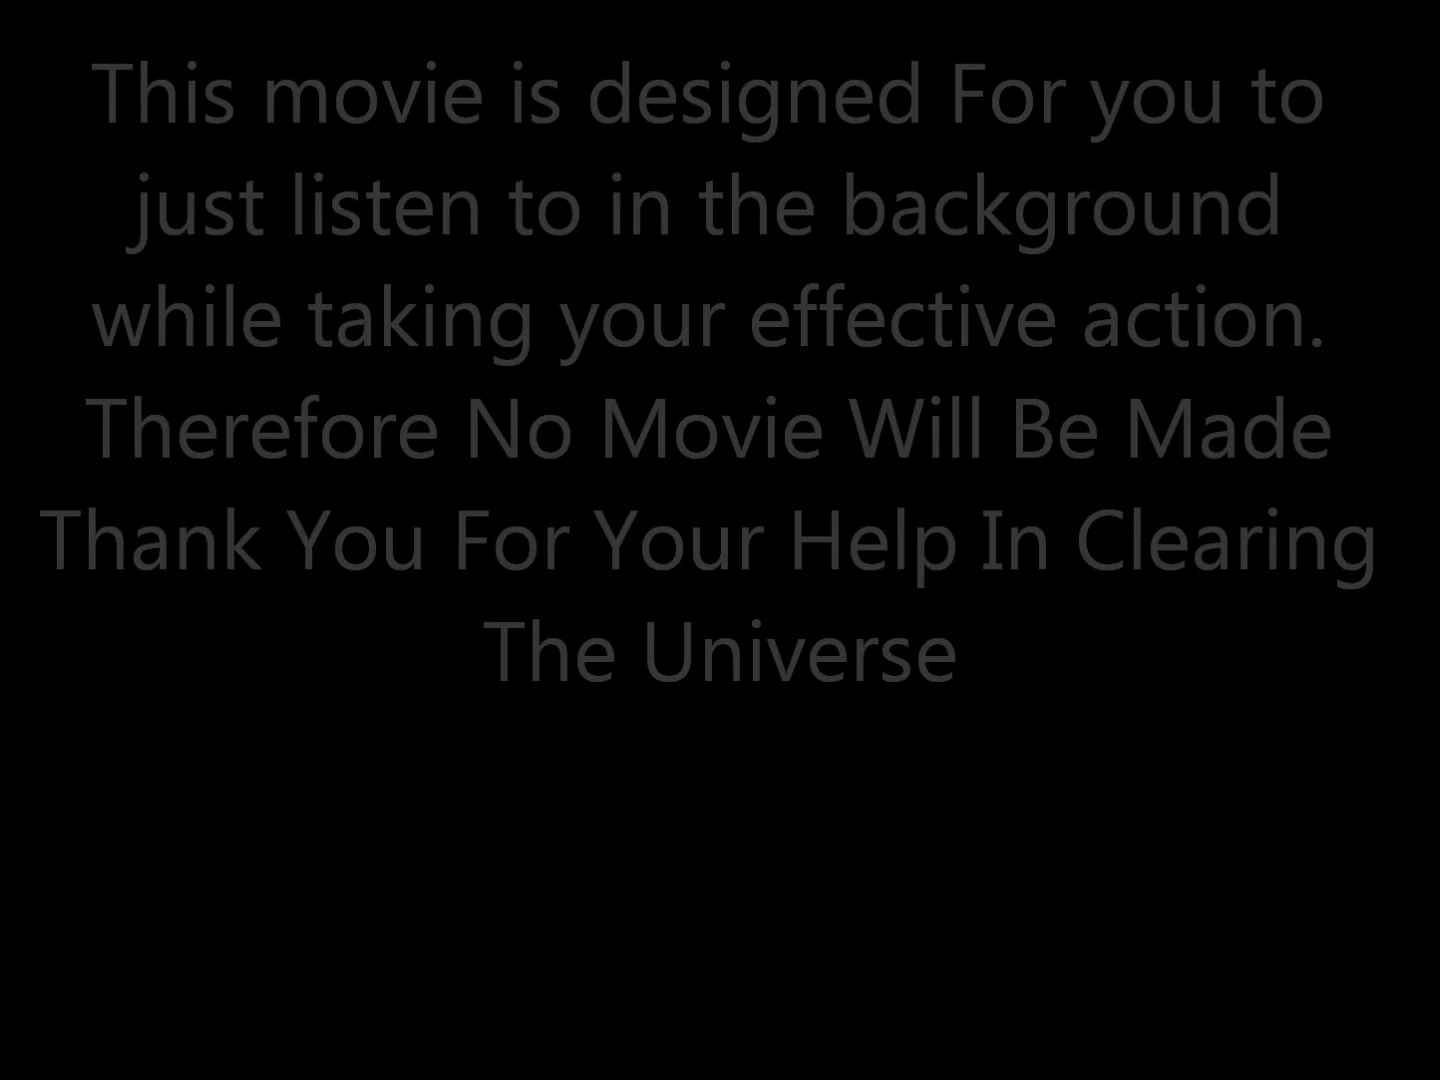 This movie is designed For you to
just listen to in the background
while taking your effective action.
Therefore No Movie Will Be Made
Thank You For Your Help In Clearing
The Universe